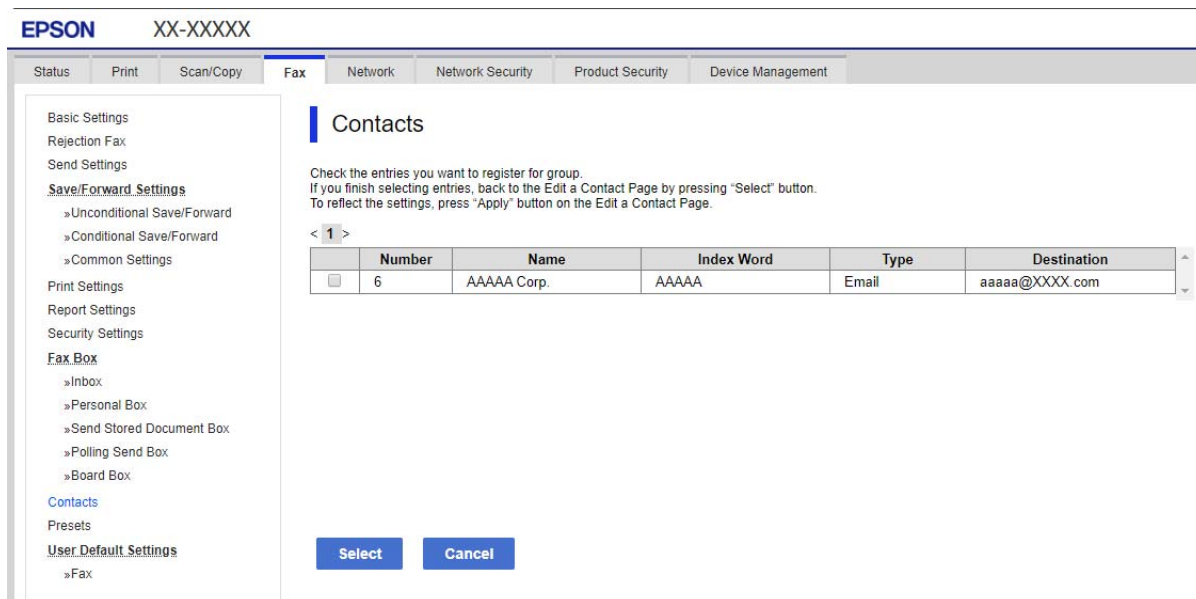 EPSON XX-XXXXX
Status Print Scan/Copy Fax Network Network Security Product Security Device Management
Basic Settings
Rejection Fax
Send Settings
Save/Forward Settings
»Unconditional Save/Forward
»Conditional Save/Forward
»Common Settings
Print Settings
Report Settings
Security Settings
Fax Box
»Inbox
»Personal Box
»Send Stored Document Box
»Polling Send Box
»Board Box
Contacts
Presets
User Default Settings
»Fax
Contacts
Check the entries you want to register for group.
If you finish selecting entries, back to the Edit a Contact Page by pressing “Select” button.
To reflect the settings, press “Apply” button on the Edit a Contact Page.
< 1 >
Number Name Index Word Type Destination
6 AAAAA Corp. AAAAA Email aaaaa@XXXX.com
Select Cancel